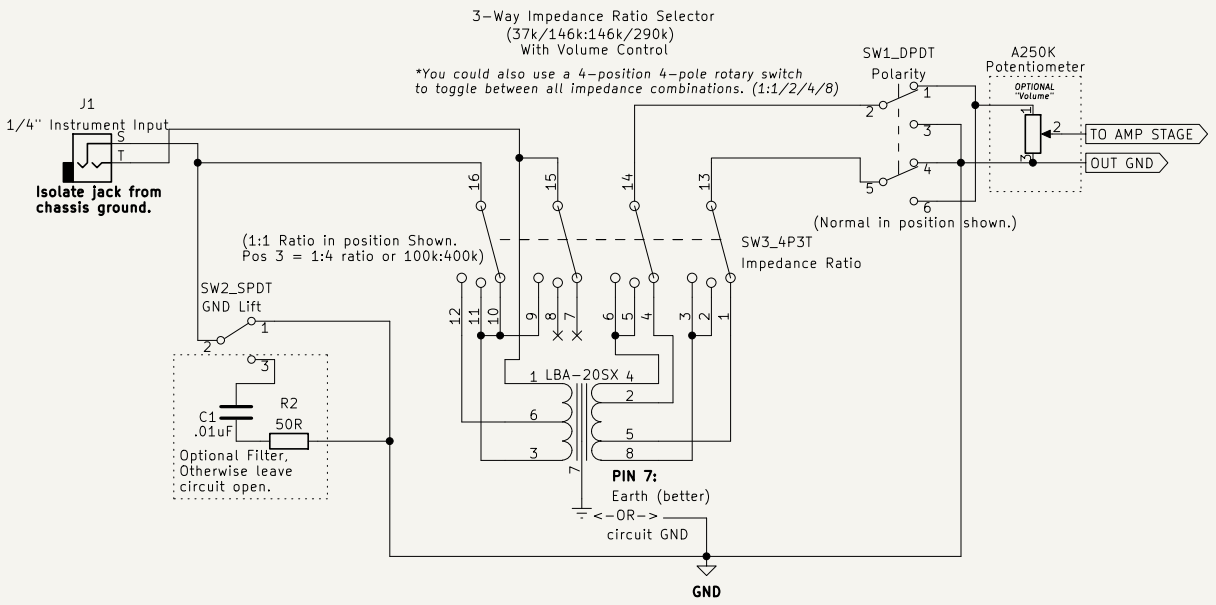 3-Way Impedance Ratio Selector
(37k/146k:146k/290k)
With Volume Control
*You could also use a 4-position 4-pole rotary switch
to toggle between all impedance combinations. (1:1/2/4/8)
SW1_DPDT
Polarity
1
2
3
4
5
6
(Normal in position shown.)
A250K
Potentiometer
OPTIONAL
"Volume"
1
2
3
TO AMP STAGE
OUT GND
J1
1/4" Instrument Input
S
T
Isolate jack from
chassis ground.
16
15
14
13
(1:1 Ratio in position Shown.
Pos 3 = 1:4 ratio or 100k:400k)
SW3_4P3T
Impedance Ratio
12
11
10
9
8
7
6
5
4
3
2
1
SW2_SPDT
GND Lift
1
2
3
C1
.01uF
R2
50R
Optional Filter,
Otherwise leave
circuit open.
LBA-20SX
1
6
3
4
2
5
8
7
PIN 7:
Earth (better)
<-OR->
circuit GND
GND